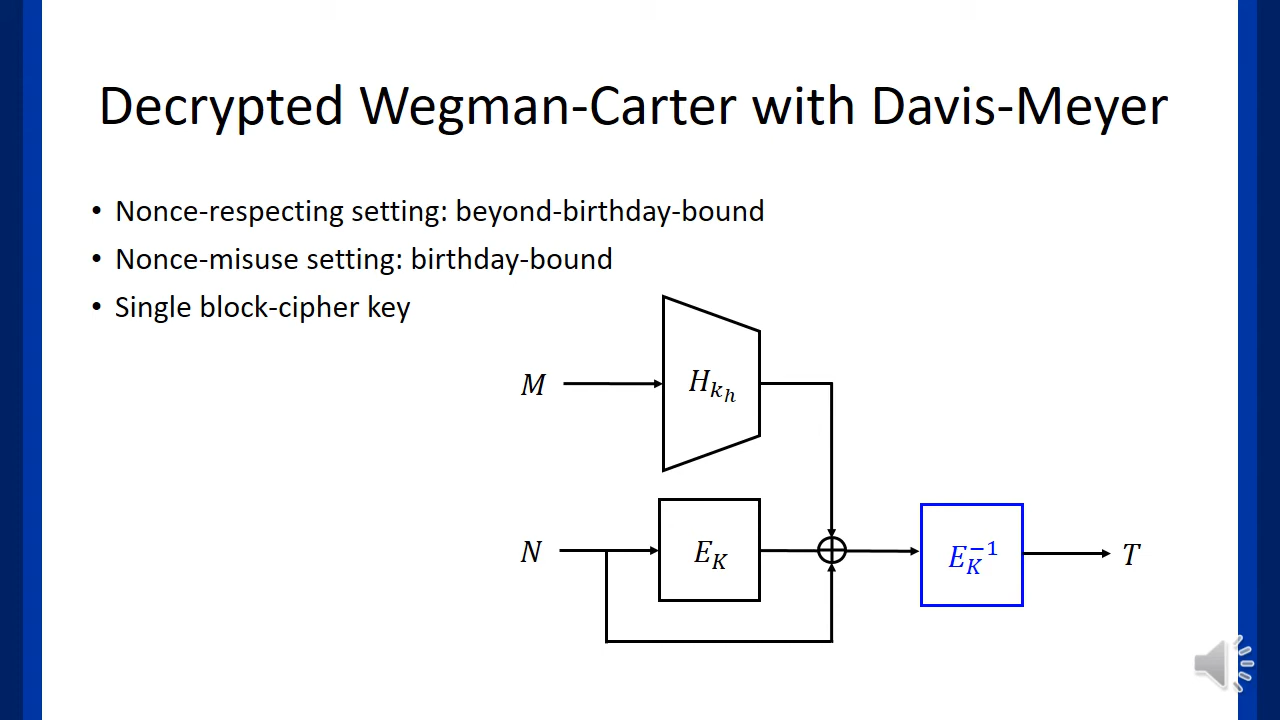 Decrypted Wegman-Carter with Davis-Meyer
• Nonce-respecting setting: beyond-birthday-bound
• Nonce-misuse setting: birthday-bound
• Single block-cipher key
M
H_{k_h}
N
E_K
⊕
E_K^{-1}
T